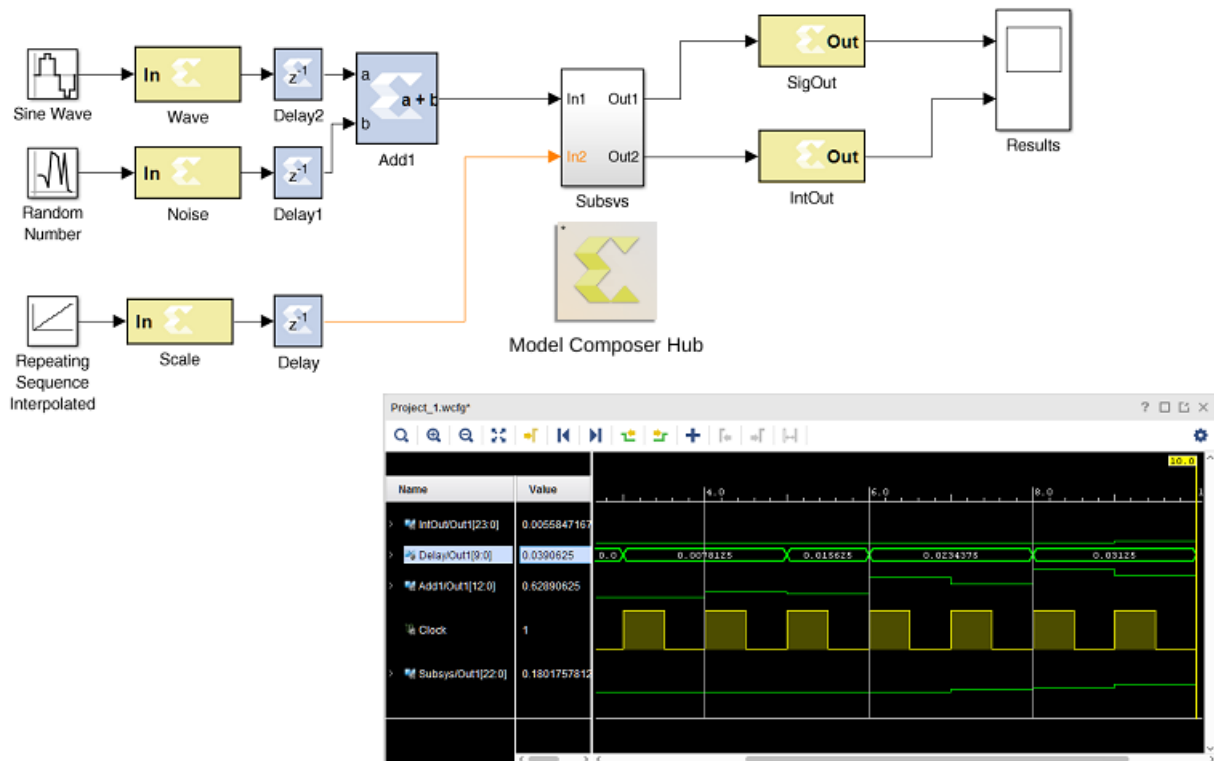 Sine Wave
In
Wave
z-1
Delay2
a
b
a + b
Add1
Random
Number
In
Noise
z-1
Delay1
Repeating
Sequence
Interpolated
In
Scale
z-1
Delay
In1 Out1
In2 Out2
Subsys
Model Composer Hub
Out
SigOut
Out
IntOut
Results
Project_1.wcfg*
Name Value
10.0
4.0 6.0 8.0 1
IntOut/Out1[23:0] 0.0055847167
Delay/Out1[9:0] 0.0390625 0.0 0.0078125 0.015625 0.0234375 0.03125
Add1/Out1[12:0] 0.62890625
Clock 1
Subsys/Out1[22:0] 0.1801757812